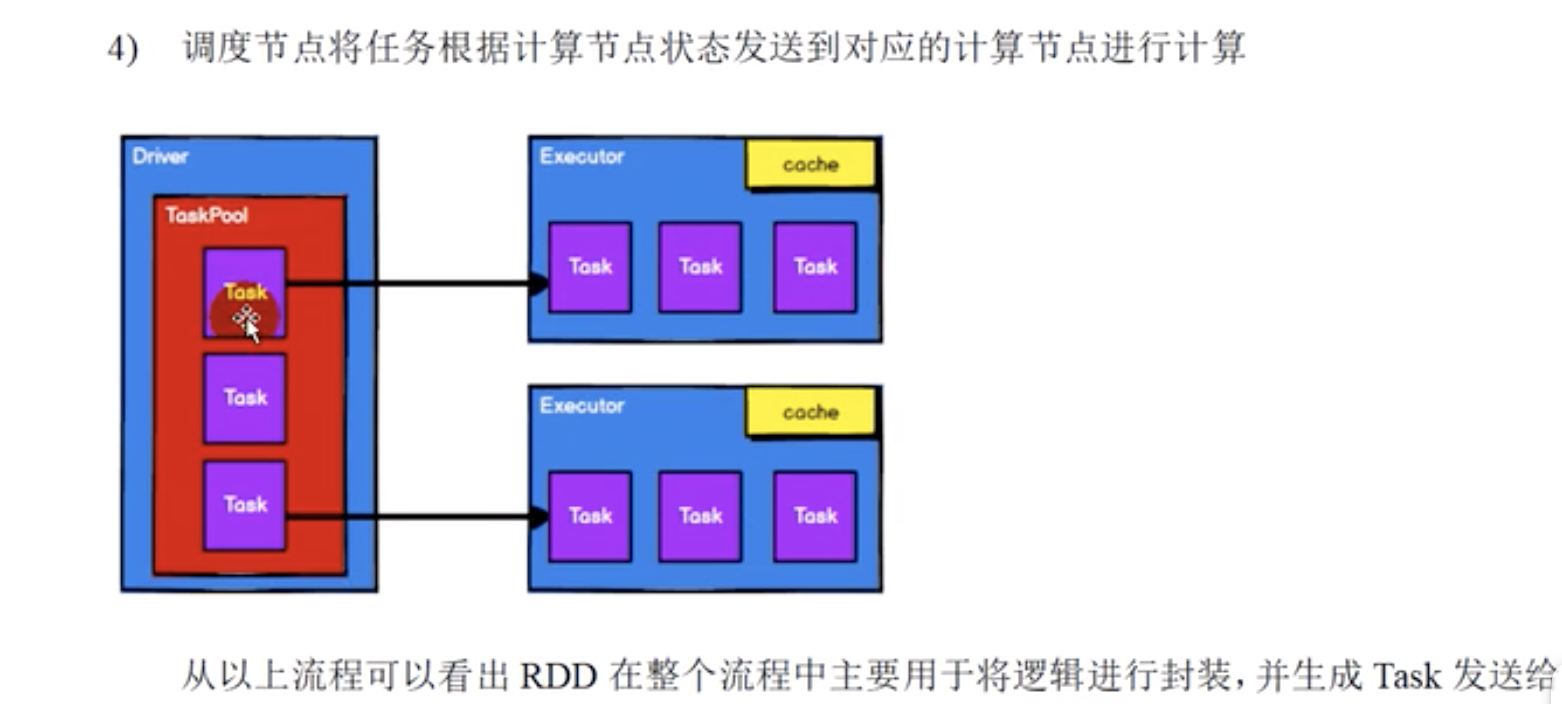 4) 调度节点将任务根据计算节点状态发送到对应的计算节点进行计算
Driver
TaskPool
Task
Task
Task
Executor
cache
Task Task Task
Executor
cache
Task Task Task
从以上流程可以看出 RDD 在整个流程中主要用于将逻辑进行封装，并生成 Task 发送给